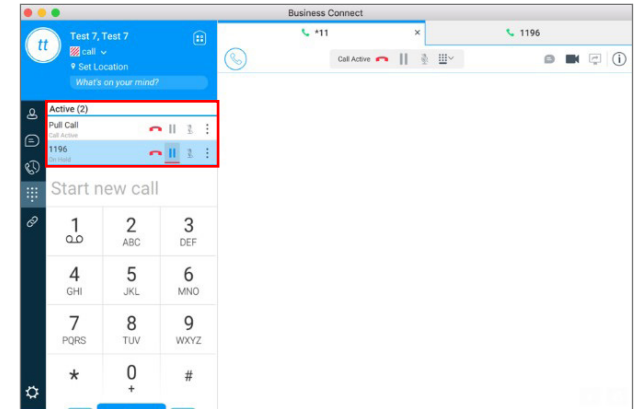 Business Connect
tt
Test 7, Test 7
call
Set Location
What's on your mind?
*11 ×
1196
Call Active
Active (2)
Pull Call
Call Active
1196
On Hold
Start new call
1 2 3
ABC DEF
4 5 6
GHI JKL MNO
7 8 9
PQRS TUV WXYZ
* 0 #
+